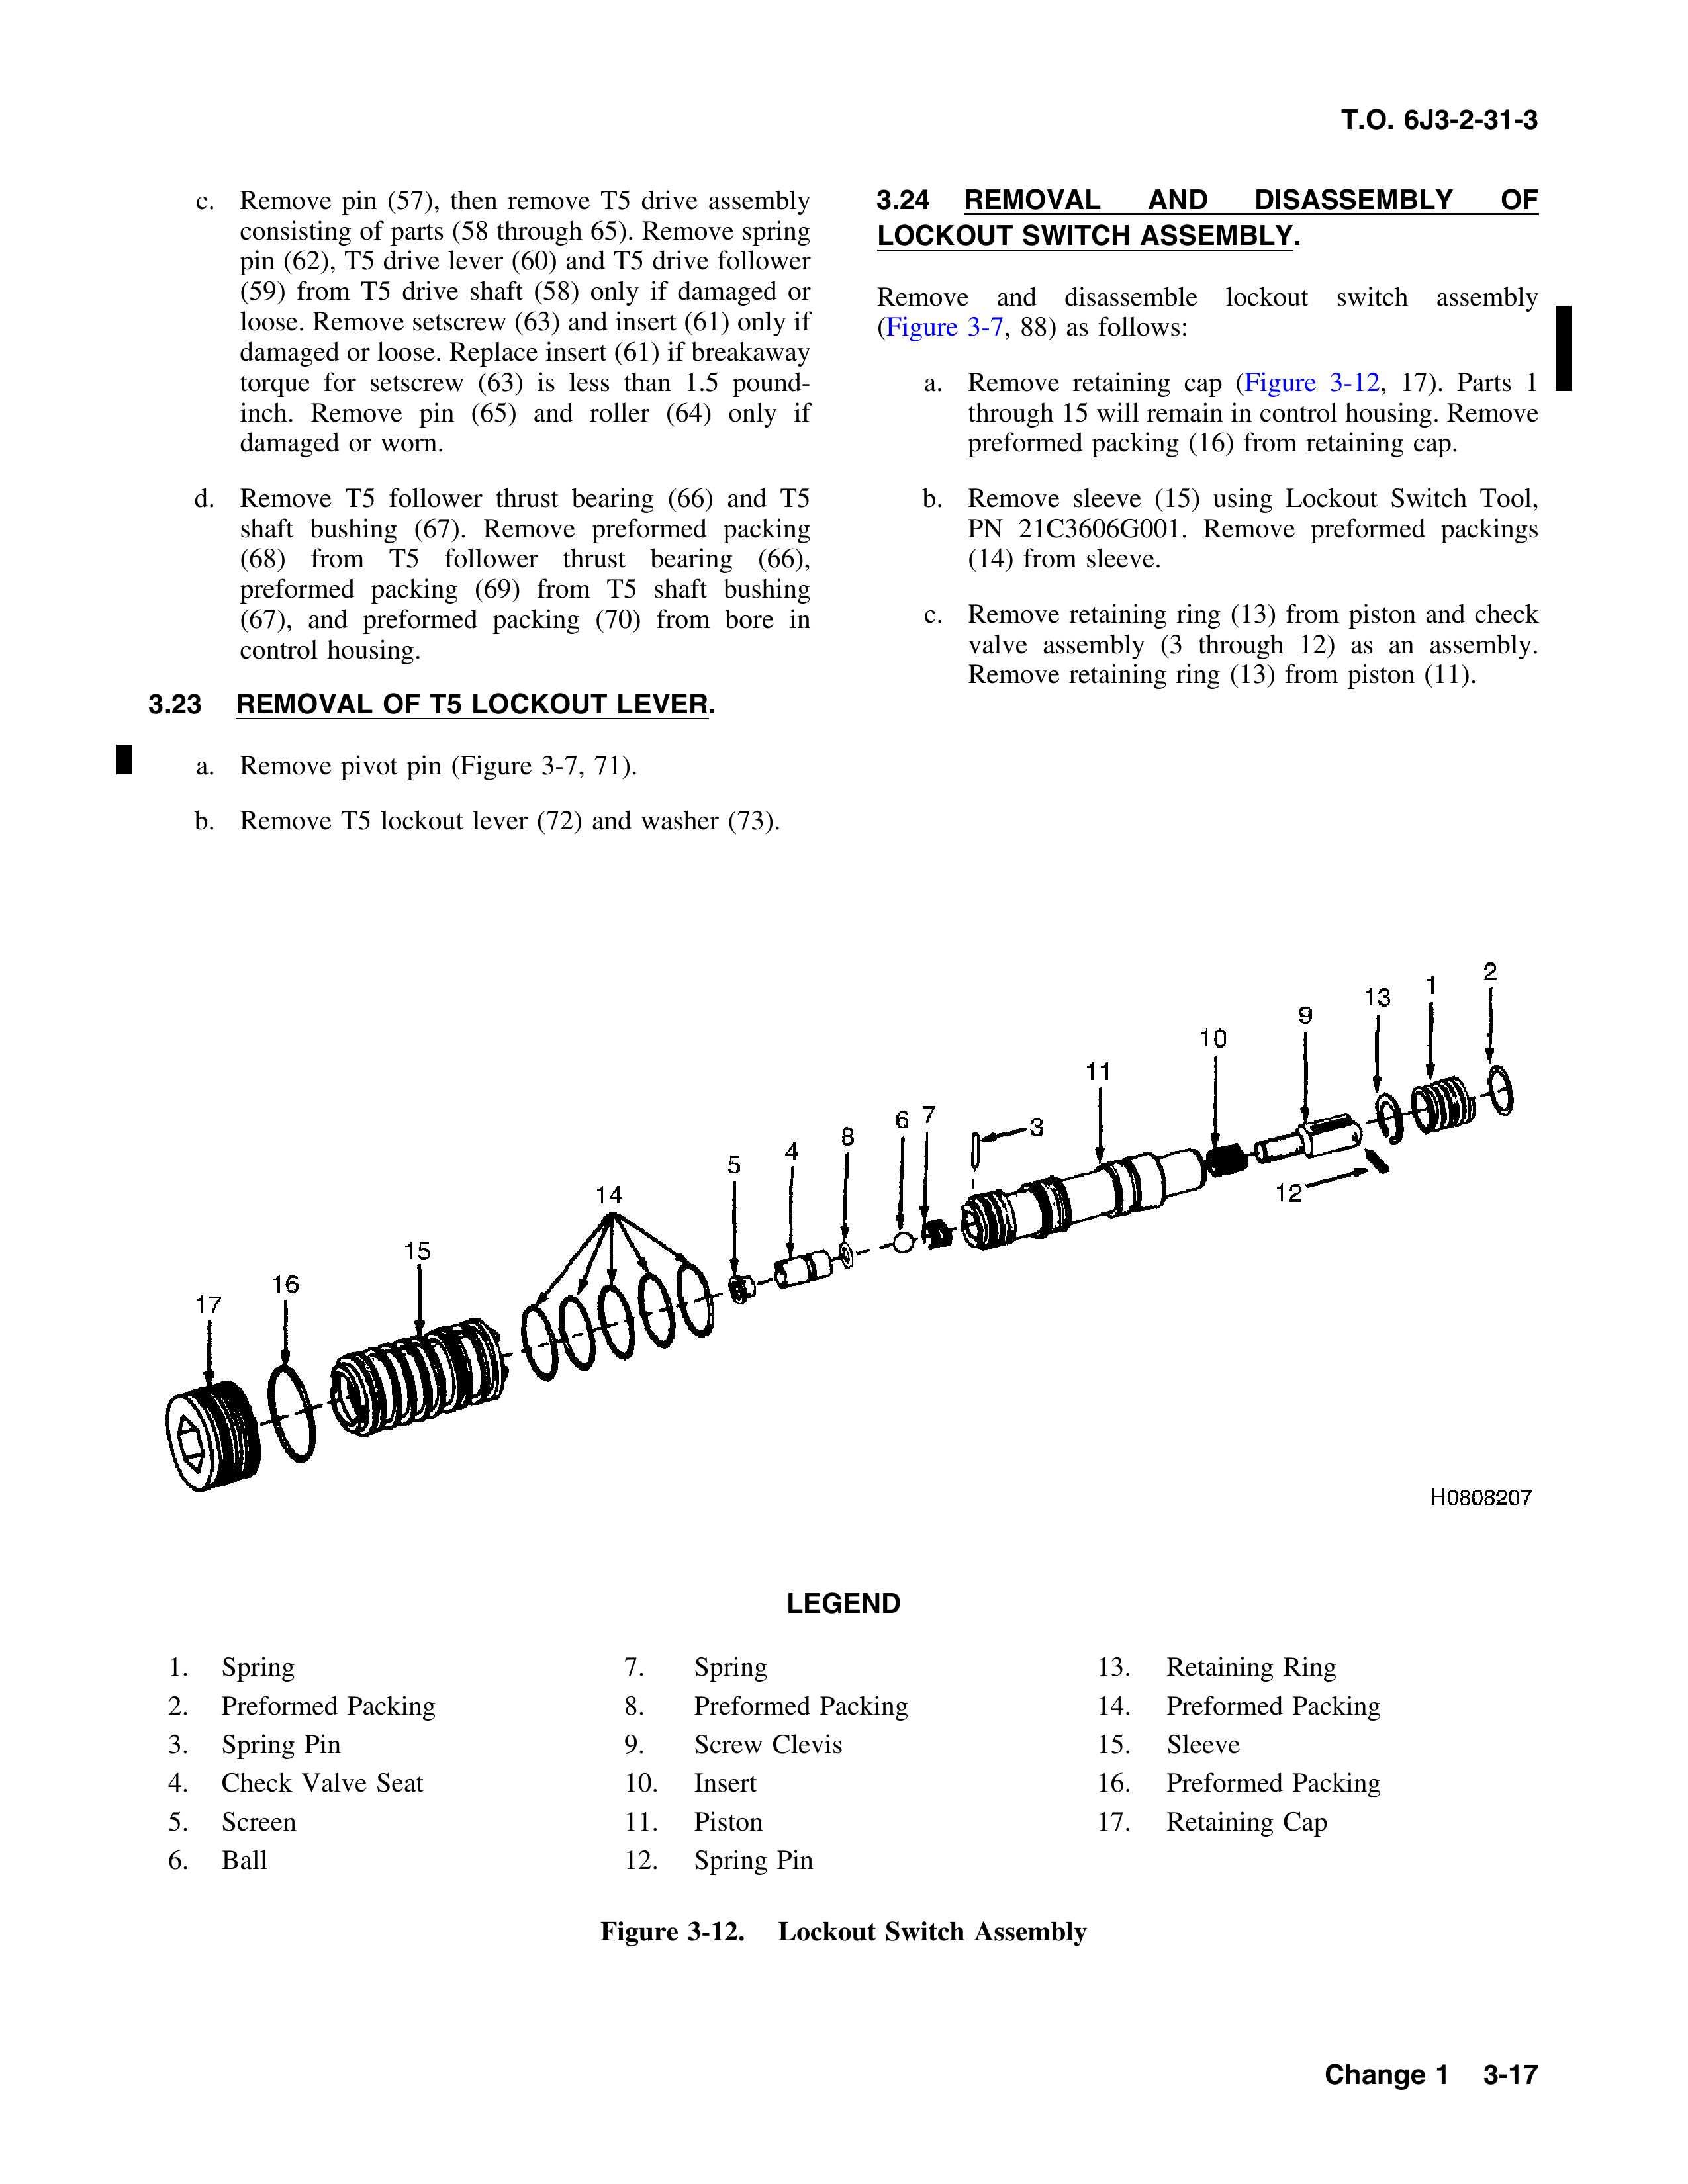 T.O. 6J3-2-31-3
c. Remove pin (57), then remove T5 drive assembly
consisting of parts (58 through 65). Remove spring
pin (62), T5 drive lever (60) and T5 drive follower
(59) from T5 drive shaft (58) only if damaged or
loose. Remove setscrew (63) and insert (61) only if
damaged or loose. Replace insert (61) if breakaway
torque for setscrew (63) is less than 1.5 pound-
inch. Remove pin (65) and roller (64) only if
damaged or worn.
d. Remove T5 follower thrust bearing (66) and T5
shaft bushing (67). Remove preformed packing
(68) from T5 follower thrust bearing (66),
preformed packing (69) from T5 shaft bushing
(67), and preformed packing (70) from bore in
control housing.
3.23 REMOVAL OF T5 LOCKOUT LEVER.
a. Remove pivot pin (Figure 3-7, 71).
b. Remove T5 lockout lever (72) and washer (73).
3.24 REMOVAL AND DISASSEMBLY OF
LOCKOUT SWITCH ASSEMBLY.
Remove and disassemble lockout switch assembly
(Figure 3-7, 88) as follows:
a. Remove retaining cap (Figure 3-12, 17). Parts 1
through 15 will remain in control housing. Remove
preformed packing (16) from retaining cap.
b. Remove sleeve (15) using Lockout Switch Tool,
PN 21C3606G001. Remove preformed packings
(14) from sleeve.
c. Remove retaining ring (13) from piston and check
valve assembly (3 through 12) as an assembly.
Remove retaining ring (13) from piston (11).
2
1
13
9
10
11
3
7
6
8
4
5
12
14
15
16
17
H0808207
LEGEND
1. Spring
2. Preformed Packing
3. Spring Pin
4. Check Valve Seat
5. Screen
6. Ball
7. Spring
8. Preformed Packing
9. Screw Clevis
10. Insert
11. Piston
12. Spring Pin
13. Retaining Ring
14. Preformed Packing
15. Sleeve
16. Preformed Packing
17. Retaining Cap
Figure 3-12. Lockout Switch Assembly
Change 1 3-17